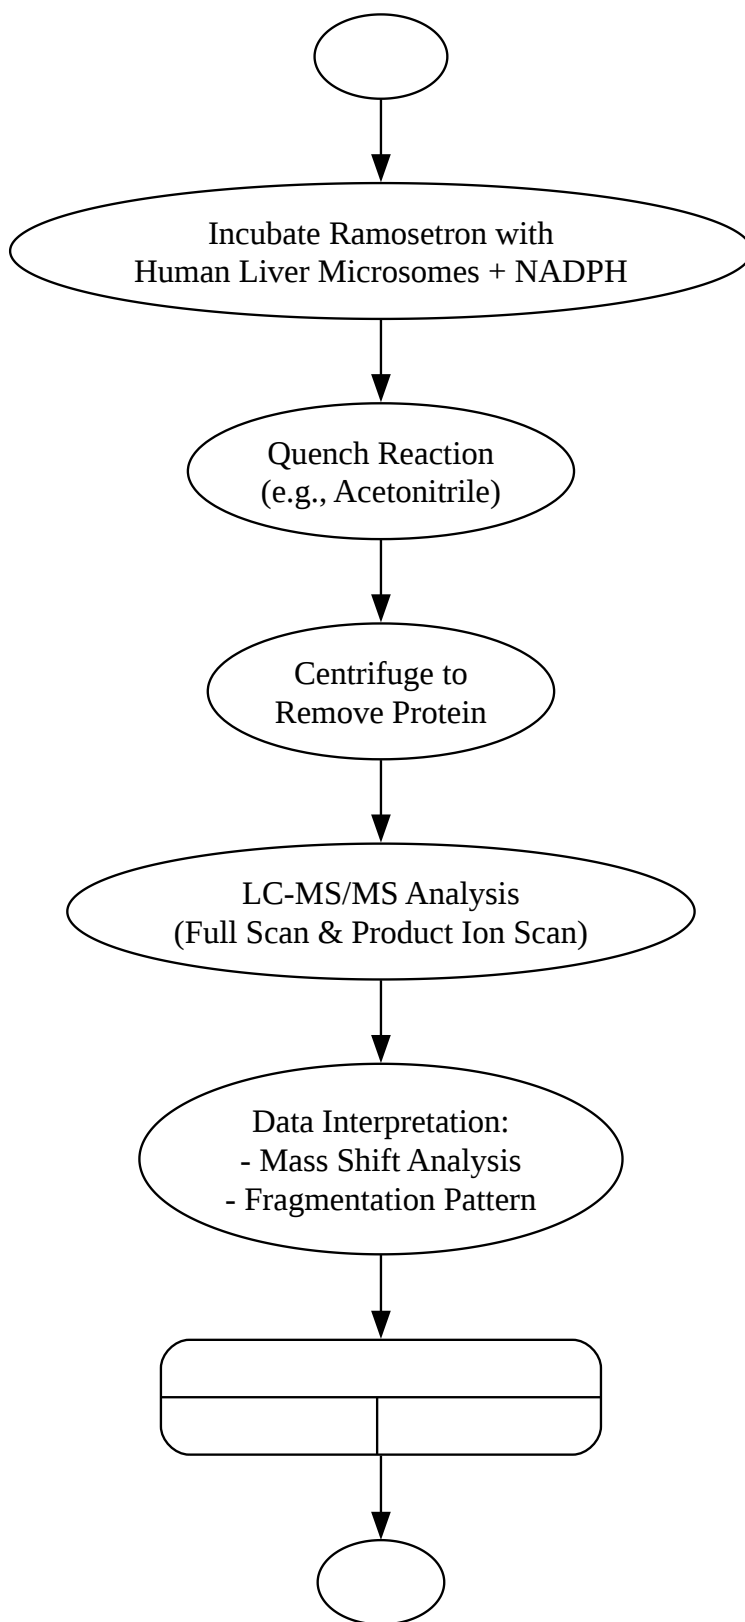 Incubate Ramosetron with
Human Liver Microsomes + NADPH
Quench Reaction
(e.g., Acetonitrile)
Centrifuge to
Remove Protein
LC-MS/MS Analysis
(Full Scan & Product Ion Scan)
Data Interpretation:
- Mass Shift Analysis
- Fragmentation Pattern